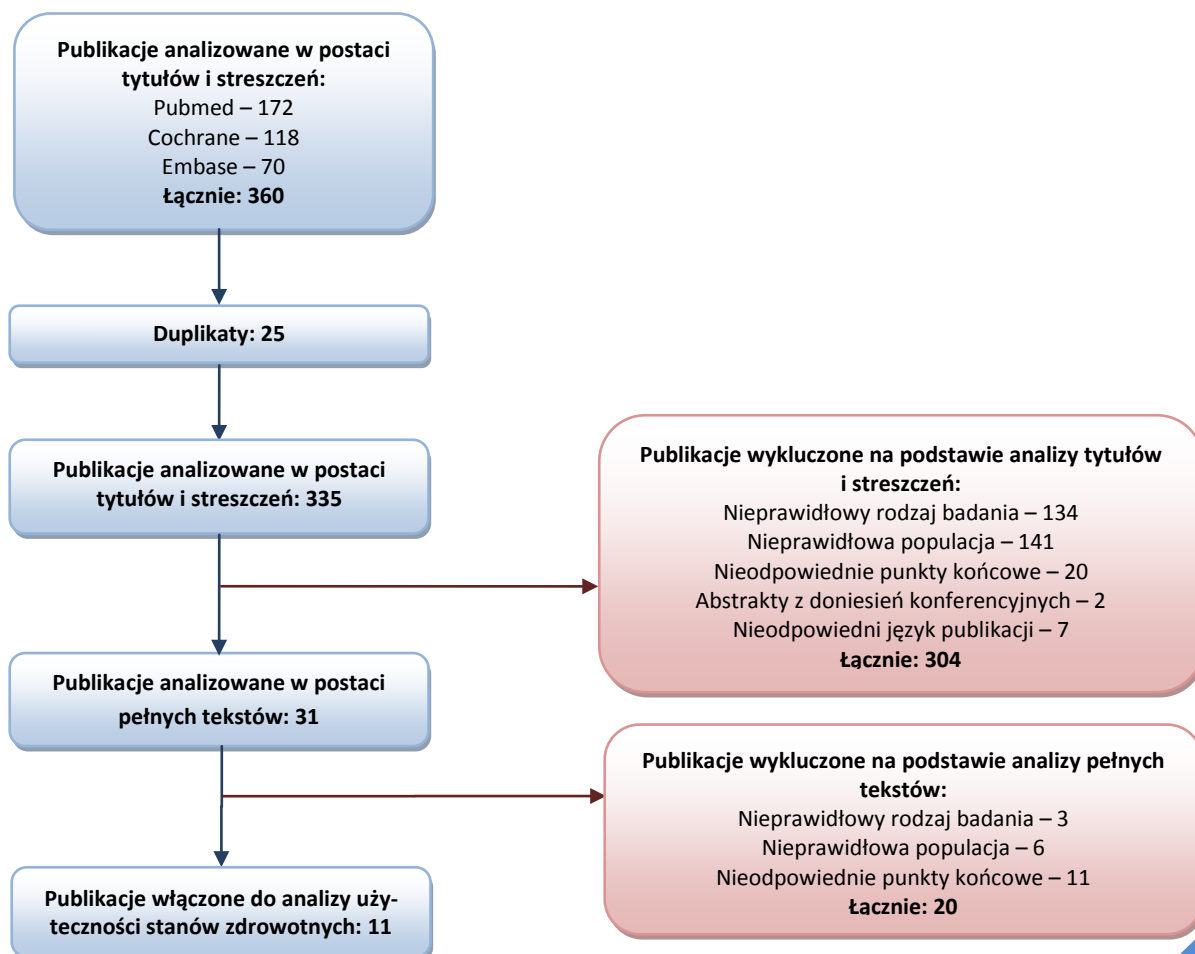 Publikacje analizowane w postaci
tytułów i streszczeń:
Pubmed – 172
Cochrane – 118
Embase – 70
Łącznie: 360
Duplikaty: 25
Publikacje analizowane w postaci
tytułów i streszczeń: 335
Publikacje wykluczone na podstawie analizy tytułów
i streszczeń:
Nieprawidłowy rodzaj badania – 134
Nieprawidłowa populacja – 141
Nieodpowiednie punkty końcowe – 20
Abstrakty z doniesień konferencyjnych – 2
Nieodpowiedni język publikacji – 7
Łącznie: 304
Publikacje analizowane w postaci
pełnych tekstów: 31
Publikacje wykluczone na podstawie analizy pełnych
tekstów:
Nieprawidłowy rodzaj badania – 3
Nieprawidłowa populacja – 6
Nieodpowiednie punkty końcowe – 11
Łącznie: 20
Publikacje włączone do analizy uży-
teczności stanów zdrowotnych: 11